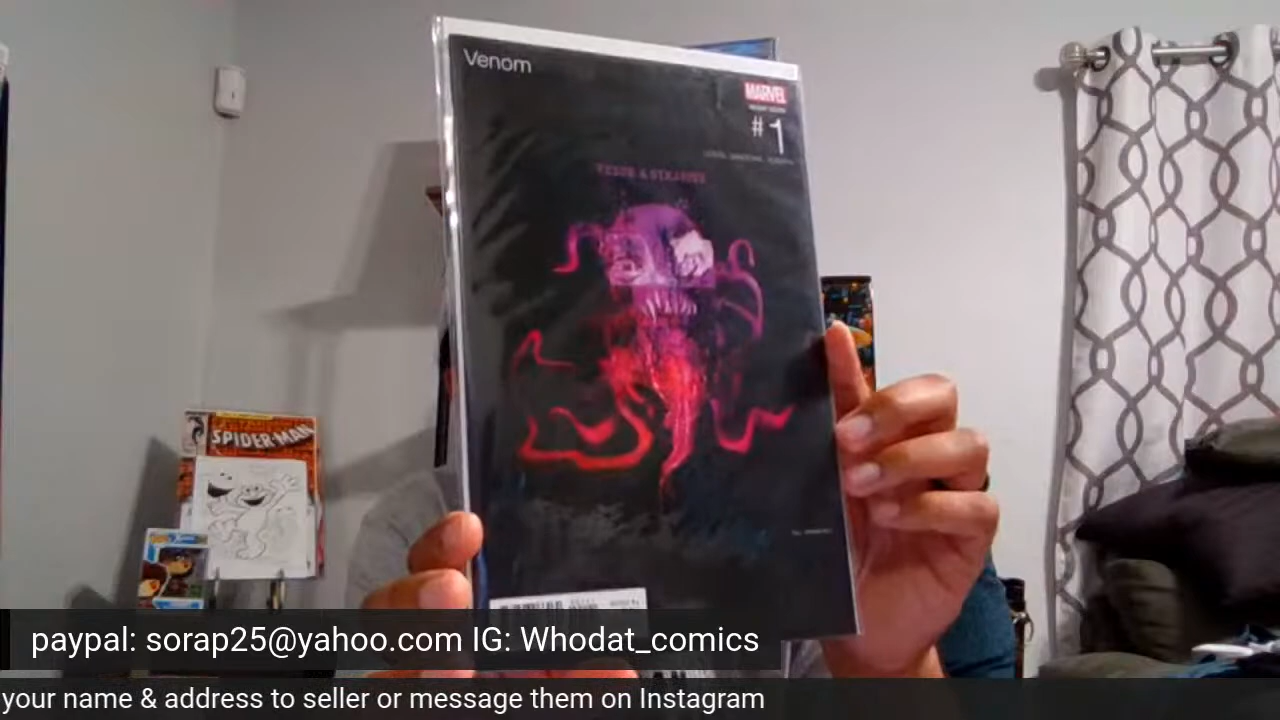 Venom
MARVEL
#1
SPIDER-MAN
paypal: sorap25@yahoo.com IG: Whodat_comics
your name & address to seller or message them on Instagram